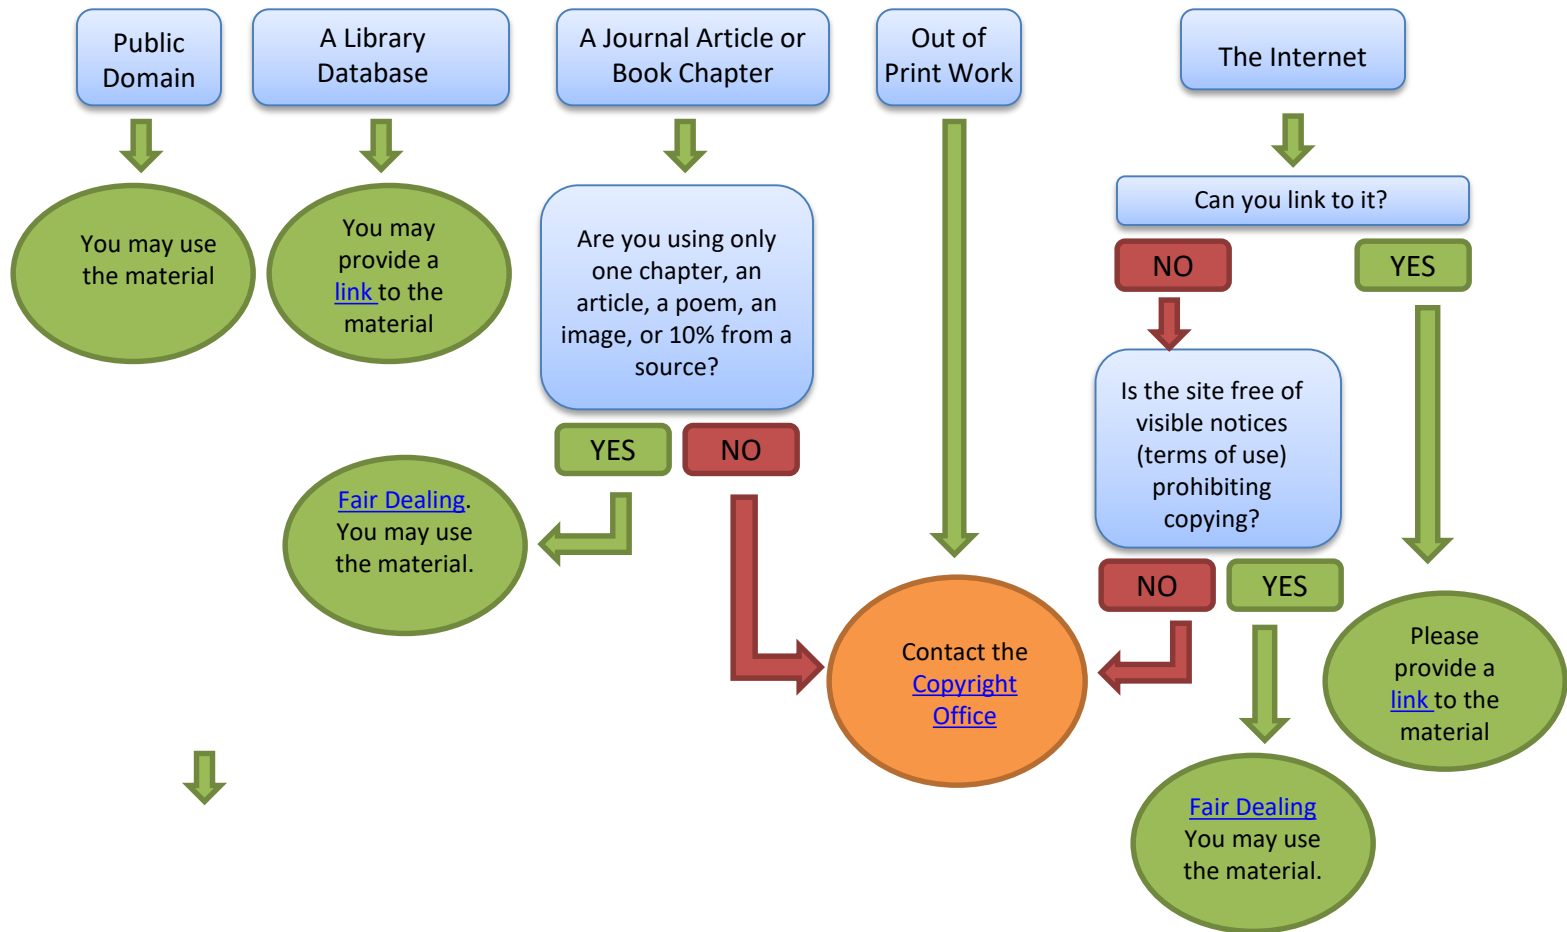 Public
Domain
A Library
Database
A Journal Article or
Book Chapter
Out of
Print Work
The Internet
You may use
the material
You may
provide a
link to the
material
Are you using only
one chapter, an
article, a poem, an
image, or 10% from a
source?
YES
NO
Fair Dealing.
You may use
the material.
Can you link to it?
NO
YES
Is the site free of
visible notices
(terms of use)
prohibiting
copying?
NO
YES
Contact the
Copyright
Office
Please
provide a
link to the
material
Fair Dealing
You may use
the material.